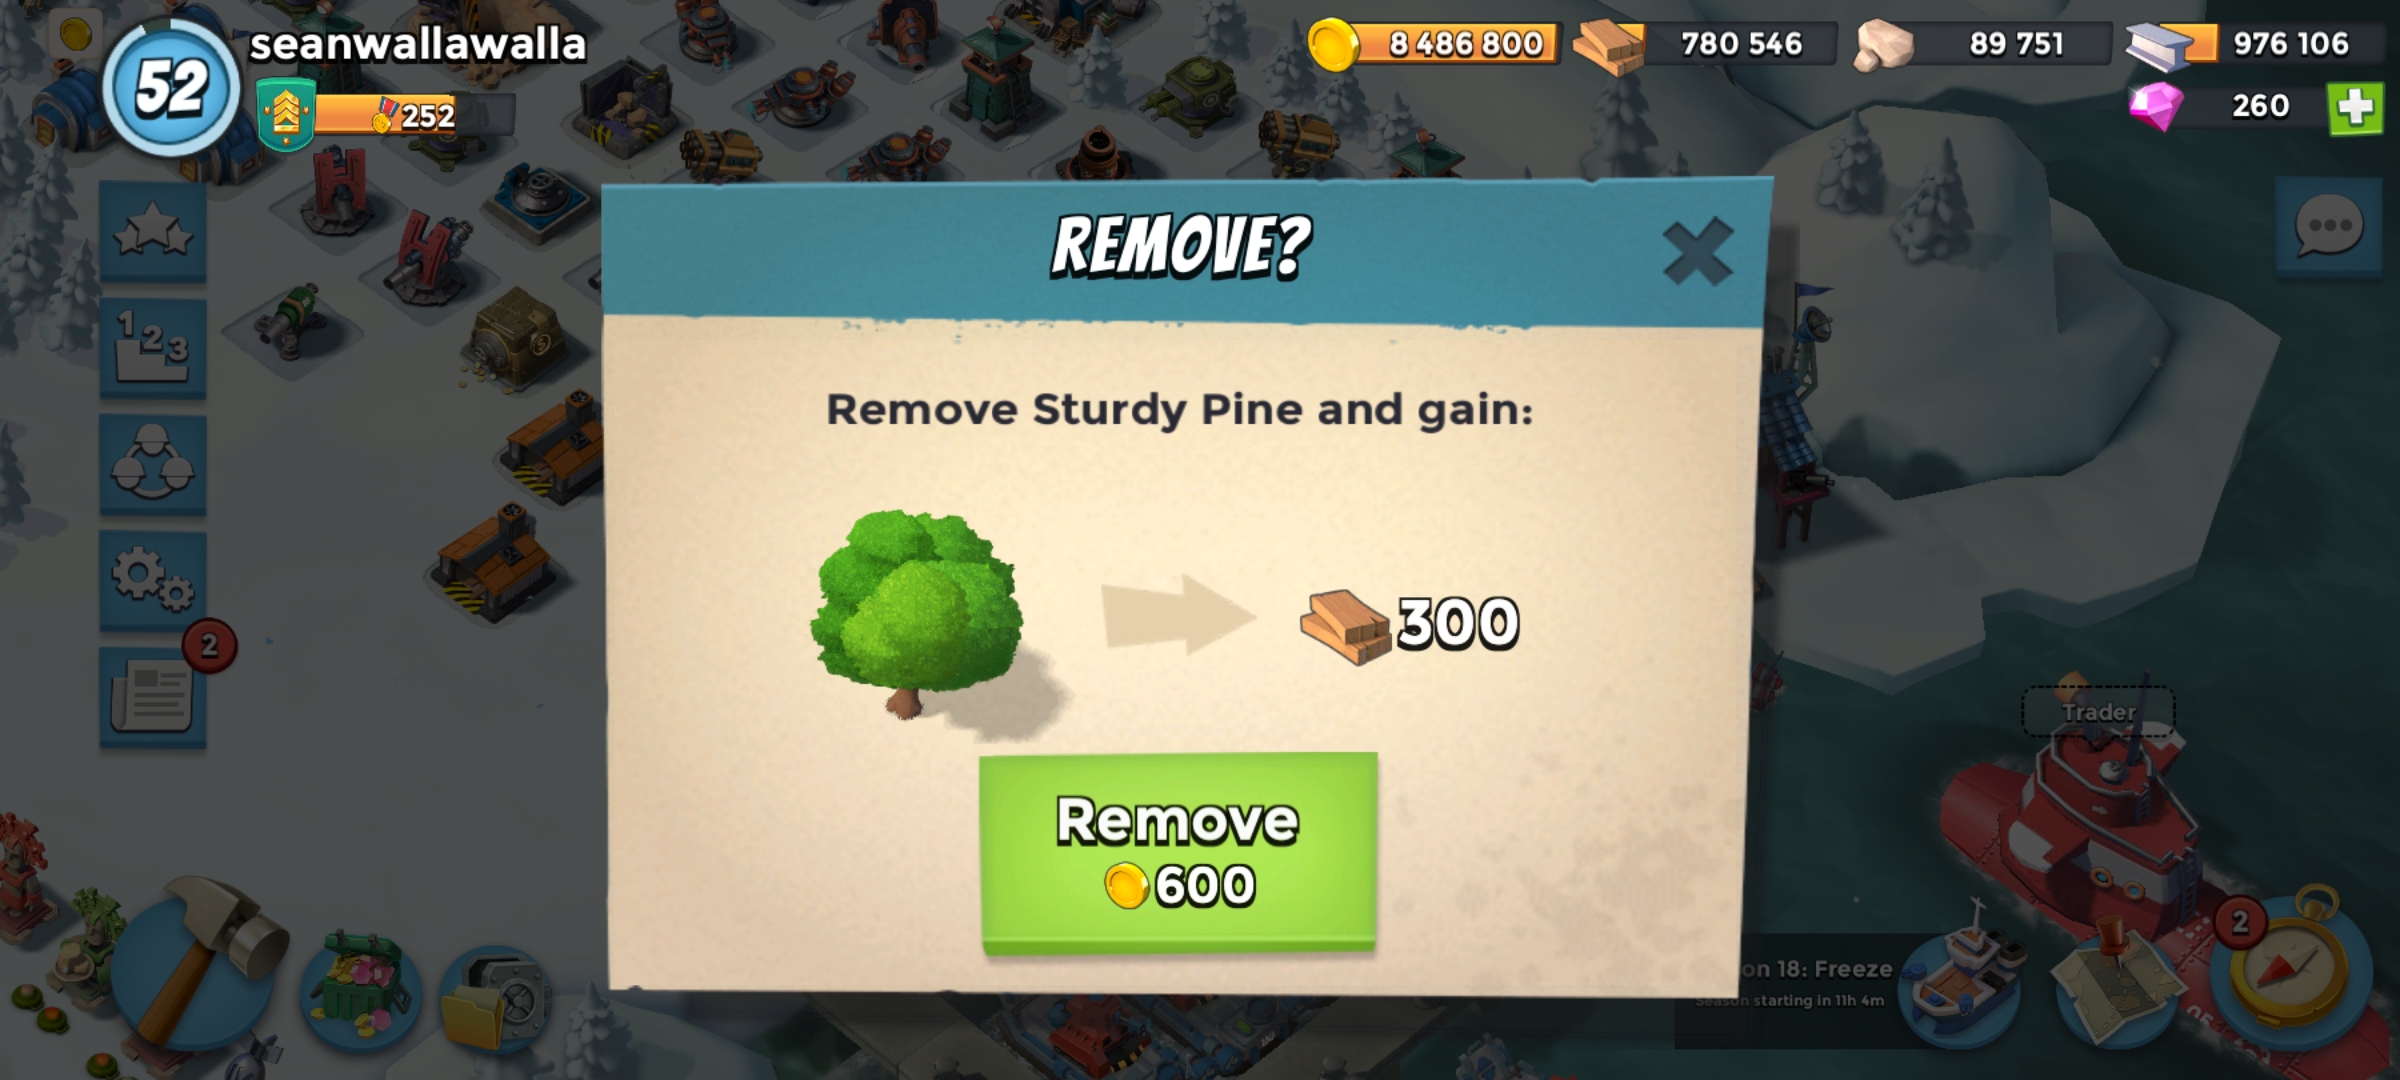 52
seanwallawalla
252
8 486 800
780 546
89 751
976 106
260
1 2 3
2
REMOVE?
Remove Sturdy Pine and gain:
300
Remove
600
Trader
on 18: Freeze
Season starting in 11h 4m
2